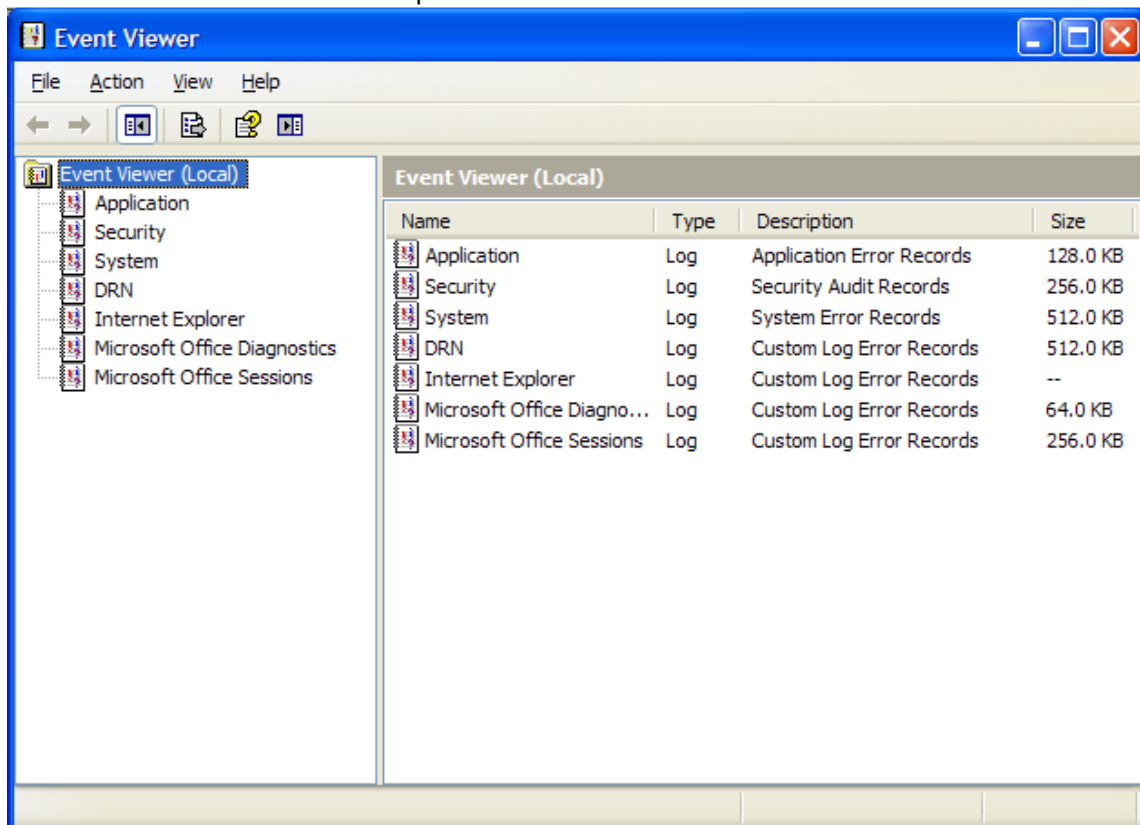 Event Viewer
File Action View Help
Event Viewer (Local)
Application
Security
System
DRN
Internet Explorer
Microsoft Office Diagnostics
Microsoft Office Sessions
Event Viewer (Local)
Name Type Description Size
Application Log Application Error Records 128.0 KB
Security Log Security Audit Records 256.0 KB
System Log System Error Records 512.0 KB
DRN Log Custom Log Error Records 512.0 KB
Internet Explorer Log Custom Log Error Records --
Microsoft Office Diagno... Log Custom Log Error Records 64.0 KB
Microsoft Office Sessions Log Custom Log Error Records 256.0 KB